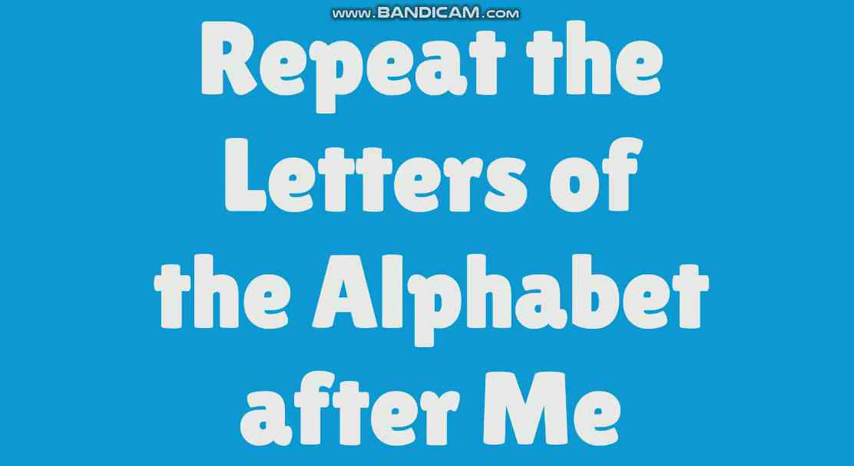 www.BANDICAM.com
Repeat the
Letters of
the Alphabet
after Me